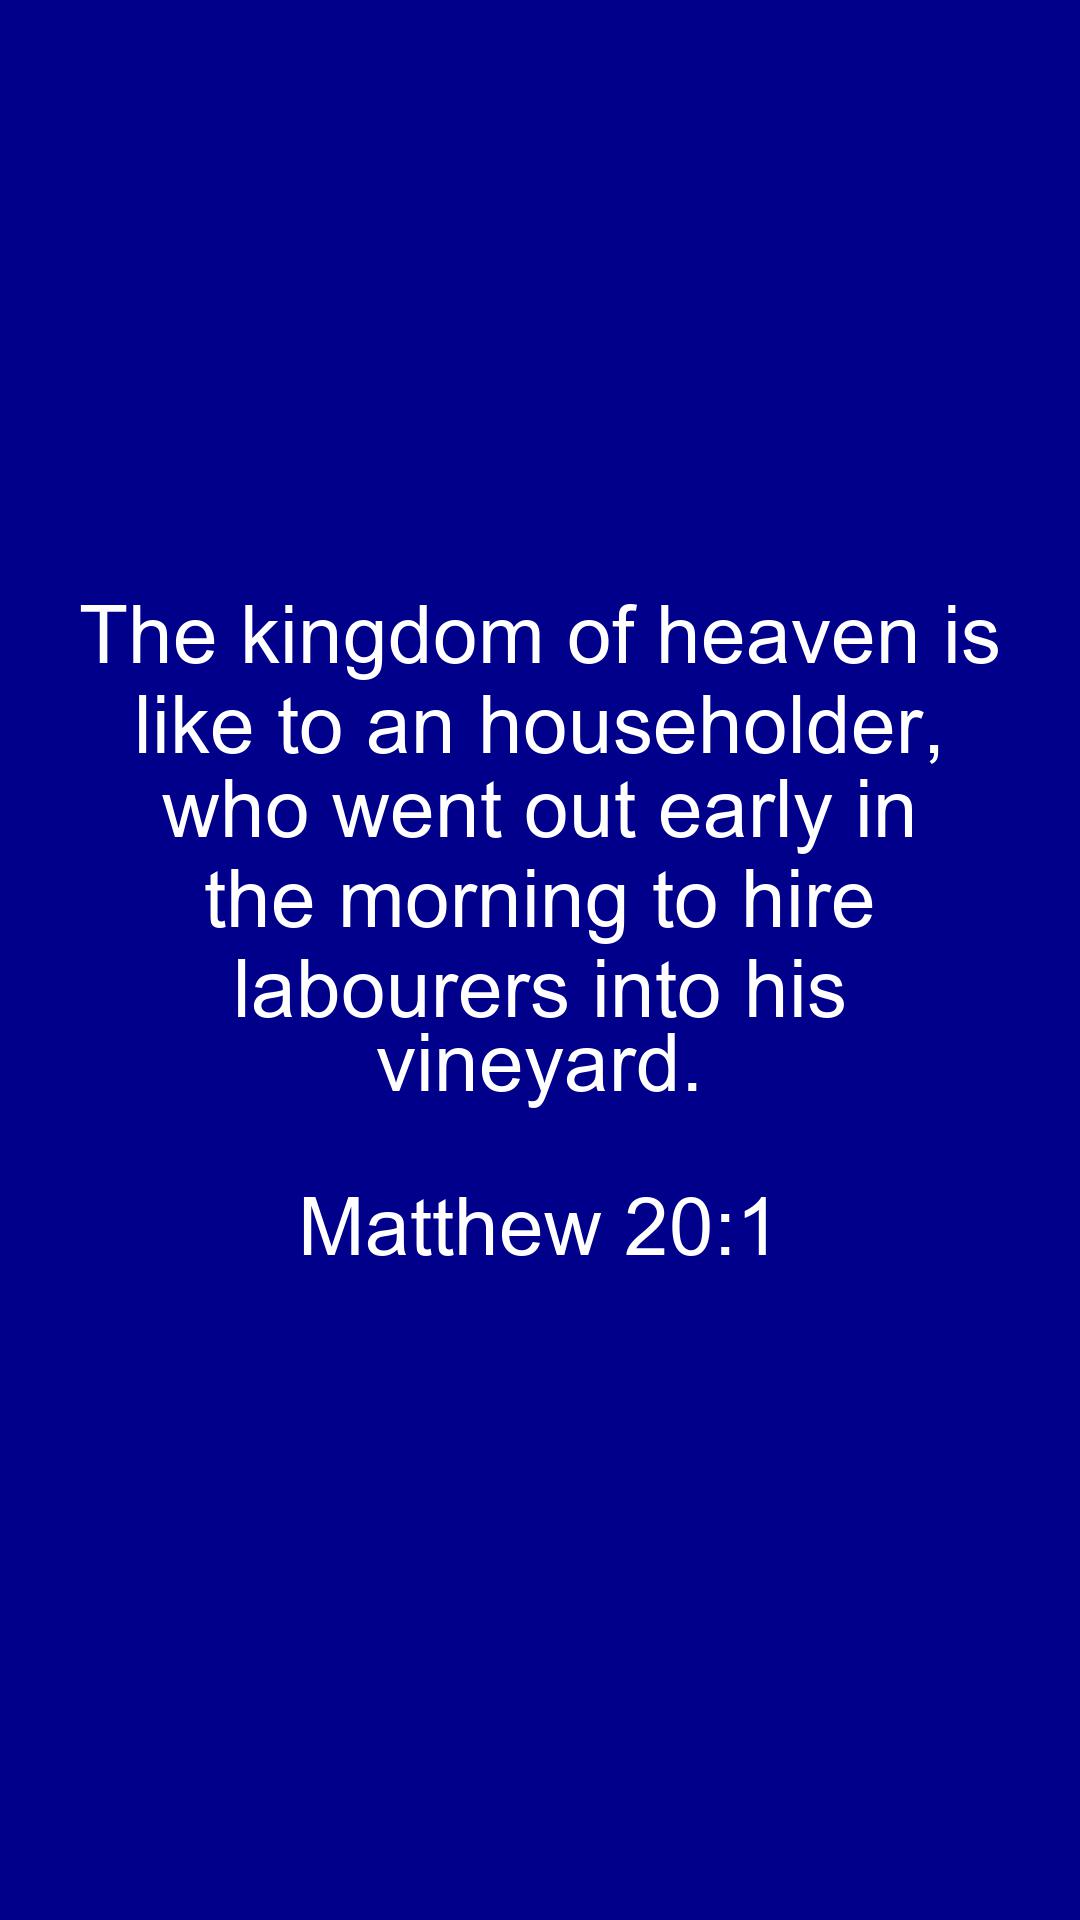 The kingdom of heaven is
like to an householder,
who went out early in
the morning to hire
labourers into his
vineyard.
Matthew 20:1